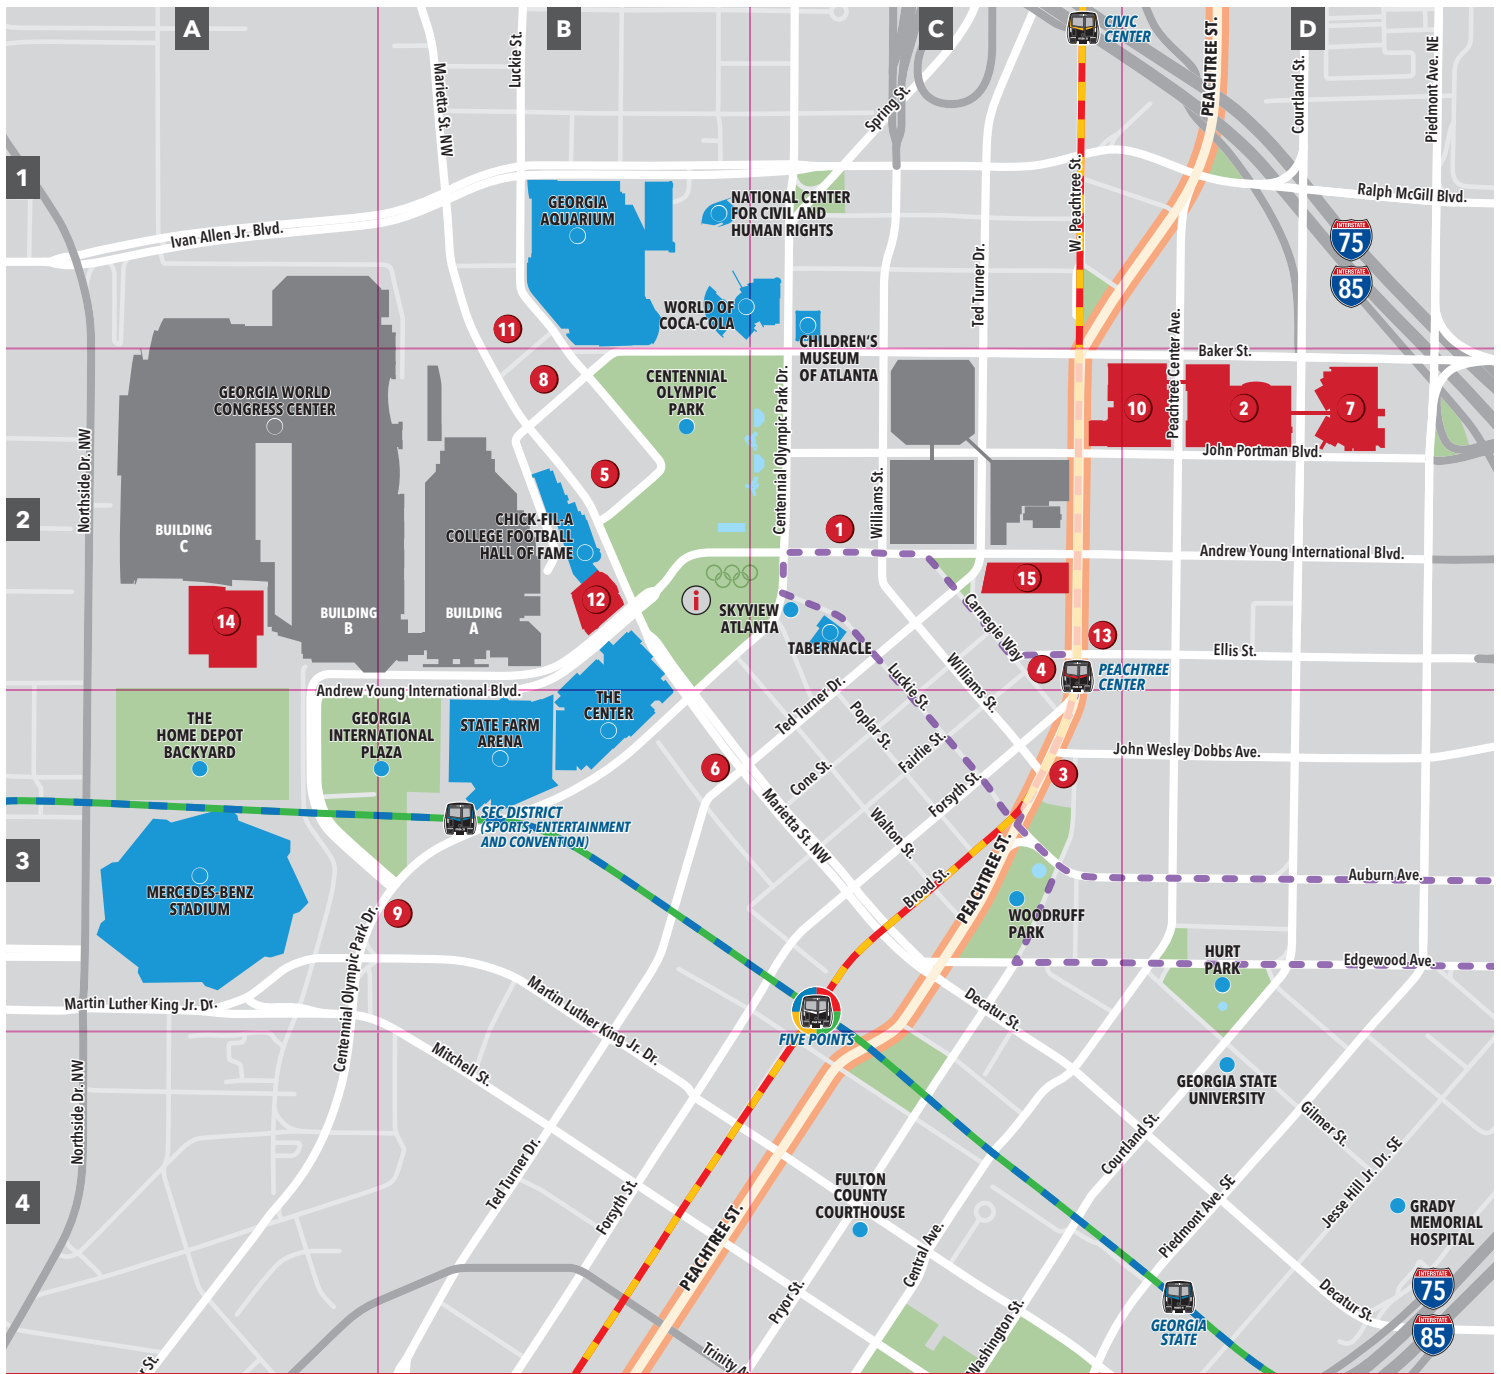 A
B
C
D
1
2
3
4
CIVIC
CENTER
PEACHTREE ST.
Luckie St.
Marietta St. NW
Spring St.
Courtland St.
Piedmont Ave. NE
W. Peachtree St.
Ralph McGill Blvd.
Ivan Allen Jr. Blvd.
GEORGIA
AQUARIUM
NATIONAL CENTER
FOR CIVIL AND
HUMAN RIGHTS
INTERSTATE
75
INTERSTATE
85
Ted Turner Dr.
WORLD OF
COCA-COLA
CHILDREN'S
MUSEUM
OF ATLANTA
Peachtree Center Ave.
Baker St.
11
8
GEORGIA WORLD
CONGRESS CENTER
CENTENNIAL
OLYMPIC
PARK
Centennial Olympic Park Dr.
10
2
7
John Portman Blvd.
Northside Dr. NW
5
Williams St.
BUILDING
C
CHICK-FIL-A
COLLEGE FOOTBALL
HALL OF FAME
1
Andrew Young International Blvd.
15
12
i
SKYVIEW
ATLANTA
TABERNACLE
Carnegie Way
14
BUILDING
B
BUILDING
A
13
Ellis St.
4
PEACHTREE
CENTER
Andrew Young International Blvd.
Luckie St.
Williams St.
Ted Turner Dr.
THE
HOME DEPOT
BACKYARD
GEORGIA
INTERNATIONAL
PLAZA
STATE FARM
ARENA
THE
CENTER
Poplar St.
Fairlie St.
John Wesley Dobbs Ave.
6
Cone St.
3
Forsyth St.
Marietta St. NW
Walton St.
SEC DISTRICT
(SPORTS, ENTERTAINMENT
AND CONVENTION)
MERCEDES-BENZ
STADIUM
Broad St.
PEACHTREE ST.
Auburn Ave.
9
WOODRUFF
PARK
Centennial Olympic Park Dr.
HURT
PARK
Edgewood Ave.
Martin Luther King Jr. Dr.
Martin Luther King Jr. Dr.
Decatur St.
FIVE POINTS
Mitchell St.
Northside Dr. NW
GEORGIA STATE
UNIVERSITY
Gilmer St.
Courtland St.
Jesse Hill Jr. Dr. SE
Ted Turner Dr.
Forsyth St.
FULTON
COUNTY
COURTHOUSE
Piedmont Ave. SE
GRADY
MEMORIAL
HOSPITAL
PEACHTREE ST.
Central Ave.
Pryor St.
Decatur St.
INTERSTATE
75
INTERSTATE
85
GEORGIA
STATE
Washington St.
Trinity A
r St.